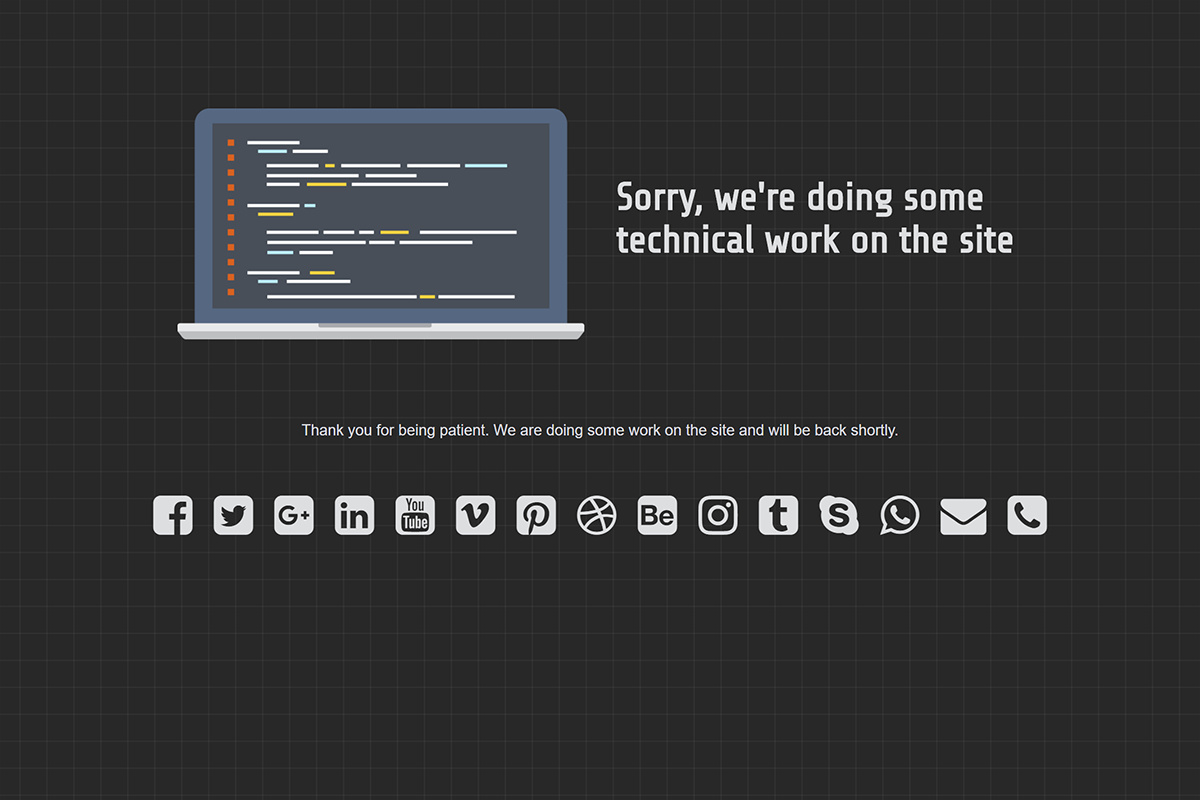 Sorry, we're doing some
technical work on the site
Thank you for being patient. We are doing some work on the site and will be back shortly.
G+ in You Tube Be t S